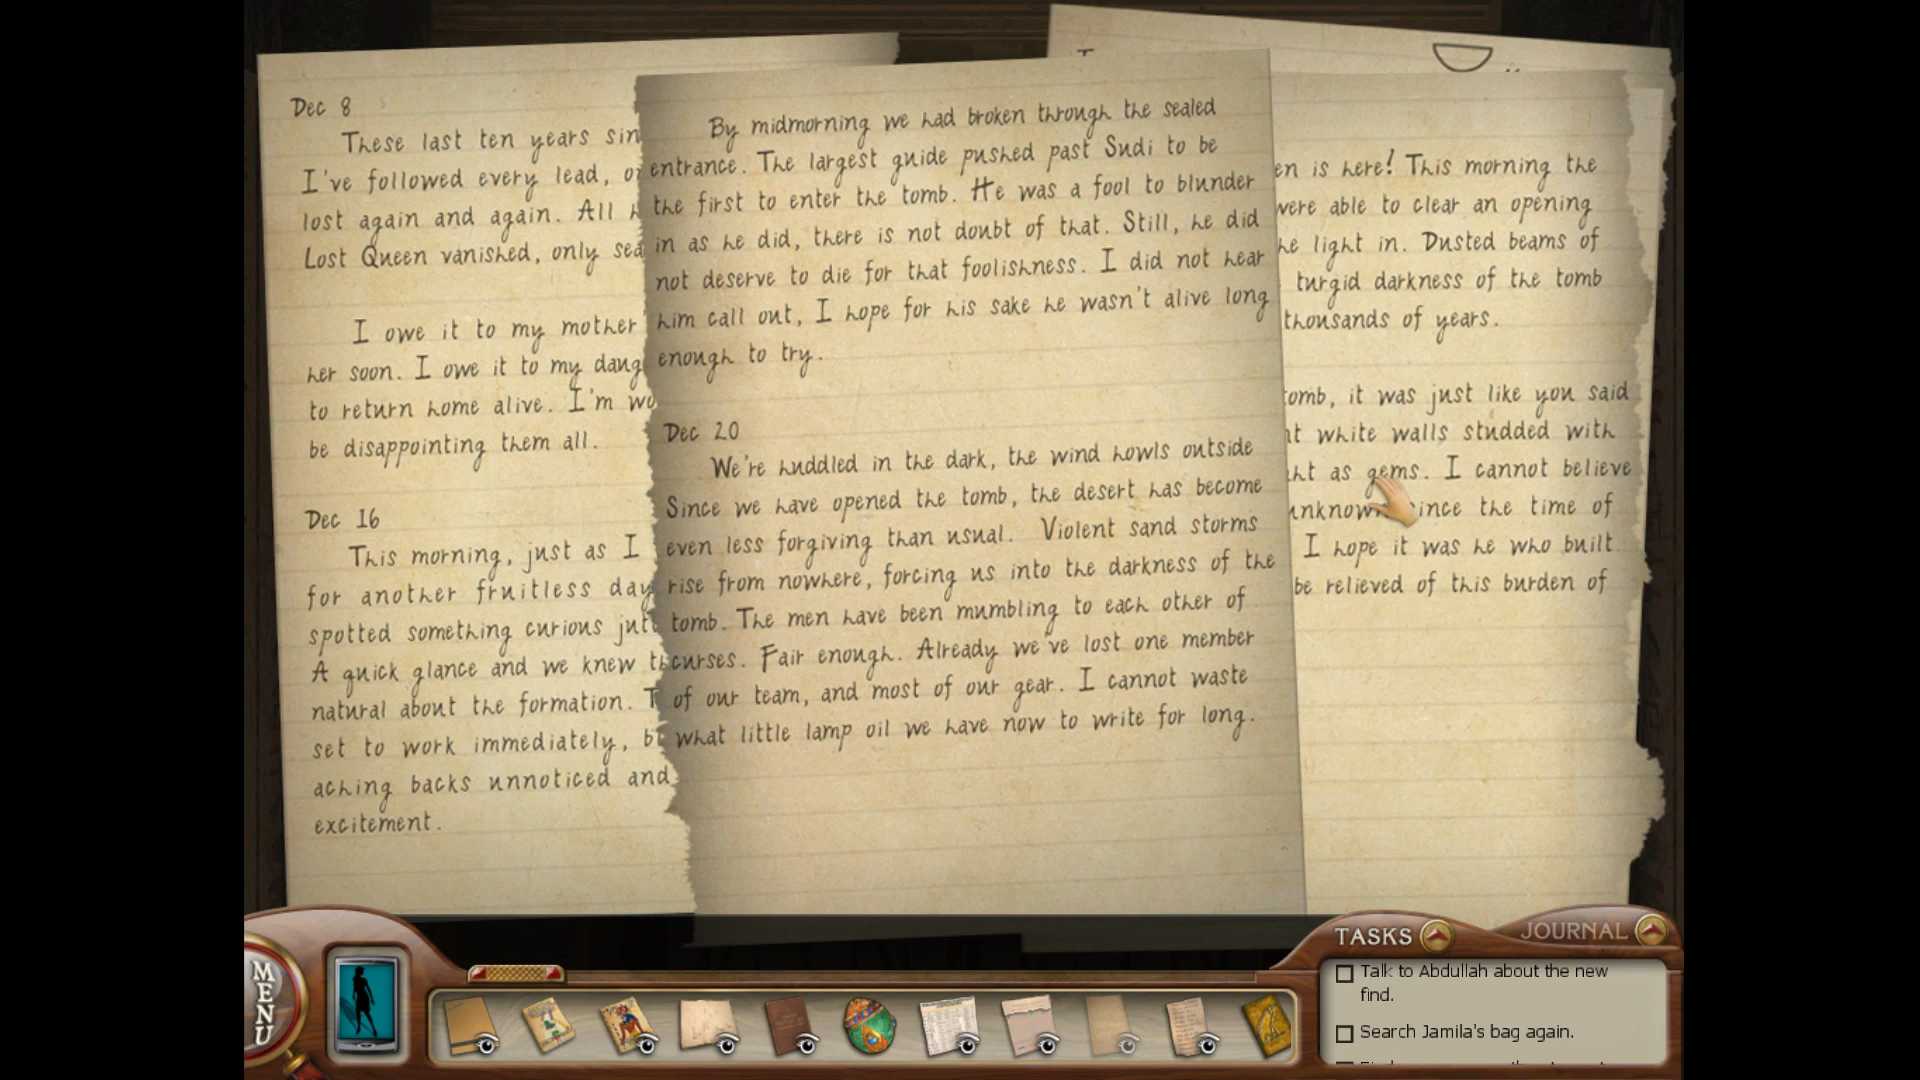 Dec 8
These last ten years sin
I've followed every lead, or
lost again and again. All h
Lost Queen vanished, only sea
I owe it to my mother
her soon. I owe it to my daug
to return home alive. I'm wo
be disappointing them all.
Dec 16
This morning, just as I
for another fruitless day
spotted something curious jutt
A quick glance and we knew th
natural about the formation. T
set to work immediately, bu
aching backs unnoticed and
excitement.
By midmorning we had broken through the sealed
entrance. The largest guide pushed past Sudi to be
the first to enter the tomb. He was a fool to blunder
in as he did, there is not doubt of that. Still, he did
not deserve to die for that foolishness. I did not hear
him call out, I hope for his sake he wasn't alive long
enough to try.
Dec 20
We're huddled in the dark, the wind howls outside
Since we have opened the tomb, the desert has become
even less forgiving than usual. Violent sand storms
rise from nowhere, forcing us into the darkness of the
tomb. The men have been mumbling to each other of
curses. Fair enough. Already we've lost one member
of our team, and most of our gear. I cannot waste
what little lamp oil we have now to write for long.
en is here! This morning the
were able to clear an opening
he light in. Dusted beams of
turgid darkness of the tomb
thousands of years.
tomb, it was just like you said
nt white walls studded with
ht as gems. I cannot believe
unknown since the time of
I hope it was he who built
be relieved of this burden of
MENU
TASKS
JOURNAL
Talk to Abdullah about the new
find.
Search Jamila's bag again.